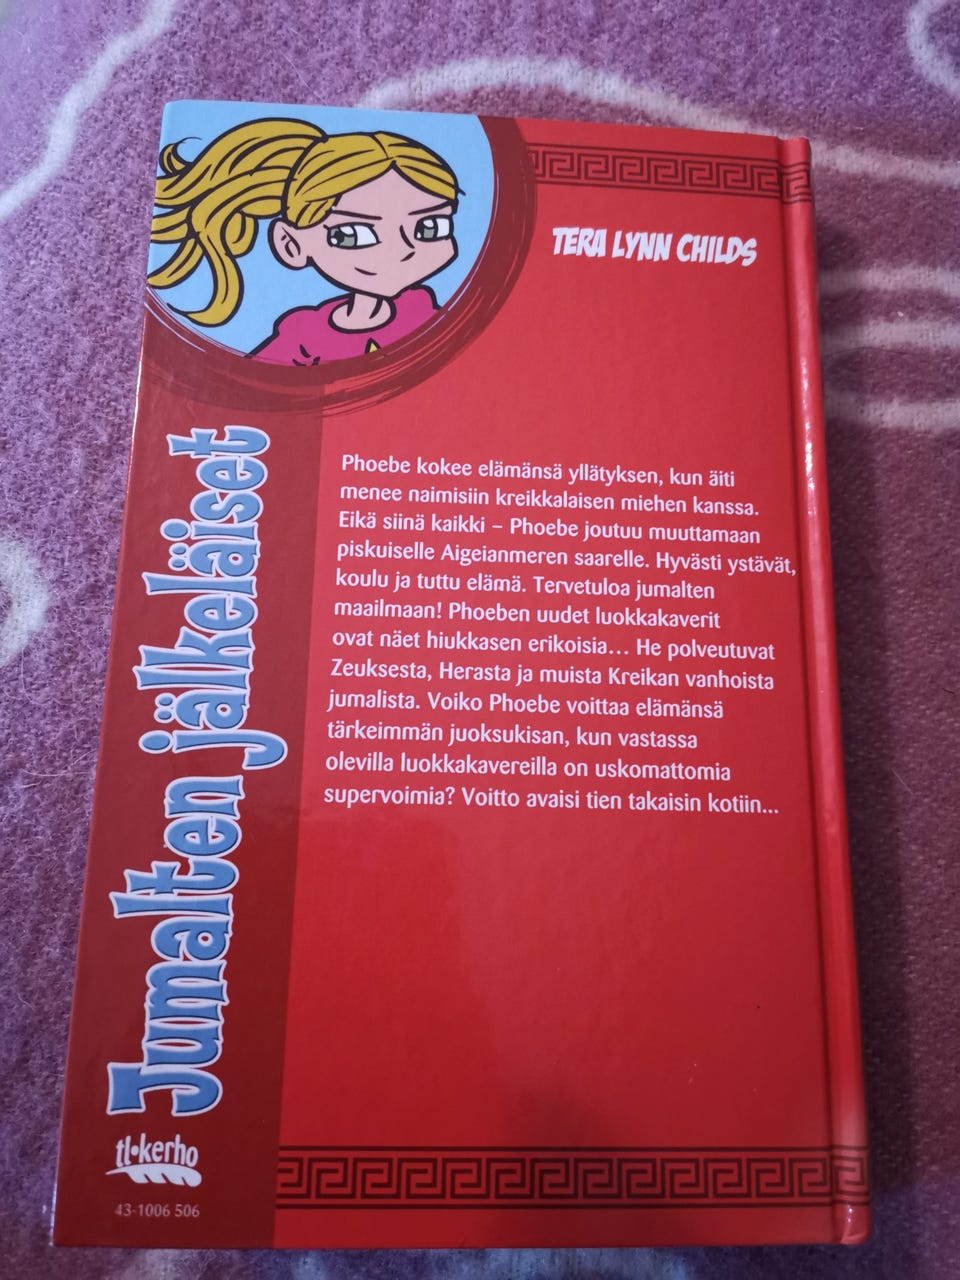 TERA LYNN CHILDS
Phoebe kokee elämänsä yllätyksen, kun äiti
menee naimisiin kreikkalaisen miehen kanssa.
Eikä siinä kaikki – Phoebe joutuu muuttamaan
piskuiselle Aigeianmeren saarelle. Hyvästi ystävät,
koulu ja tuttu elämä. Tervetuloa jumalten
maailmaan! Phoeben uudet luokkakaverit
ovat näet hiukkasen erikoisia... He polveutuvat
Zeuksesta, Herasta ja muista Kreikan vanhoista
jumalista. Voiko Phoebe voittaa elämänsä
tärkeimmän juoksukisan, kun vastassa
olevilla luokkakavereilla on uskomattomia
supervoimia? Voitto avaisi tien takaisin kotiin...
Jumalten jälkeläiset
tl•kerho
43-1006 506